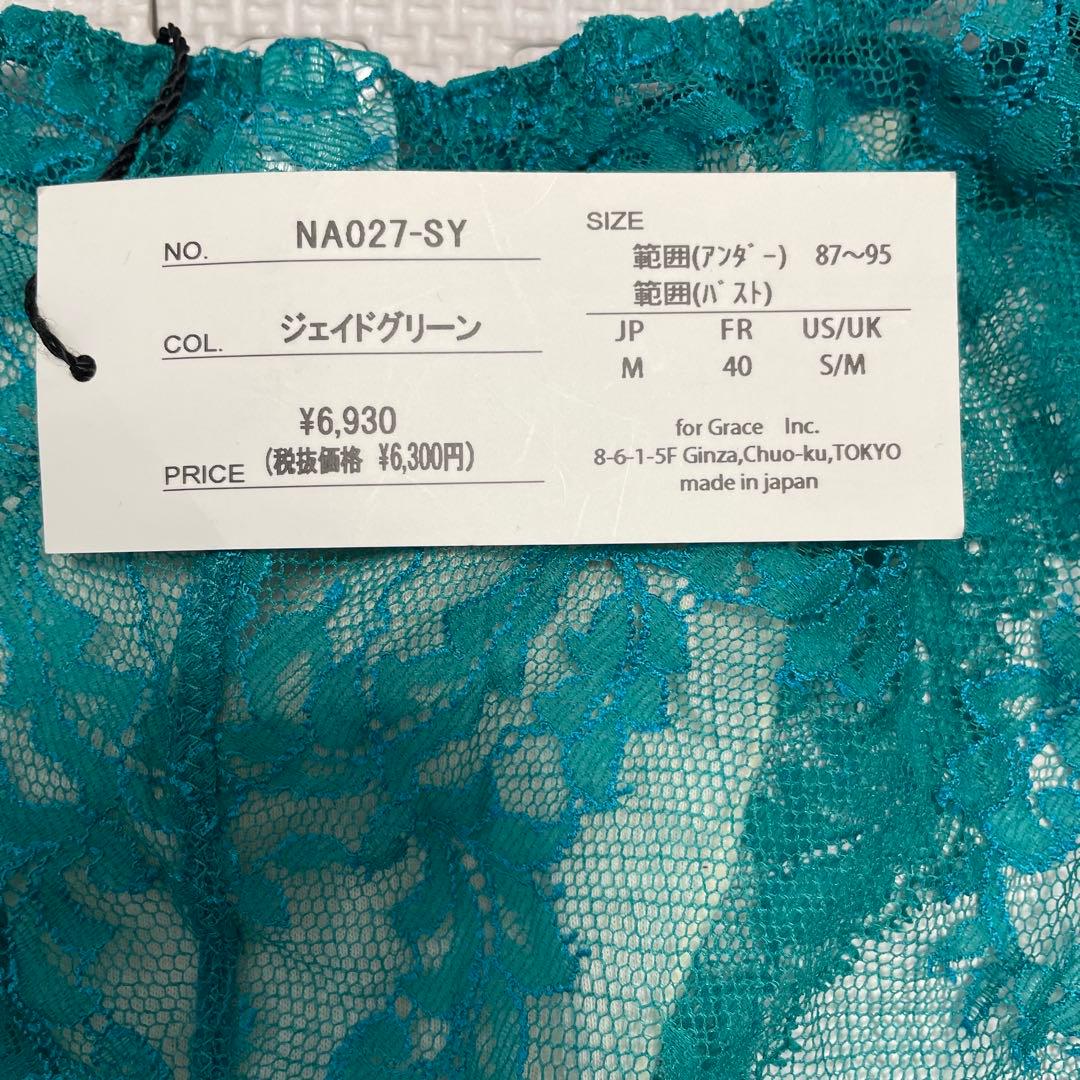 NO. NA027-SY
COL. ジェイドグリーン
¥6,930
PRICE (税抜価格 ¥6,300円)
SIZE
範囲(ｱﾝﾀﾞｰ) 87〜95
範囲(ﾊﾞｽﾄ)
JP FR US/UK
M 40 S/M
for Grace Inc.
8-6-1-5F Ginza,Chuo-ku,TOKYO
made in japan